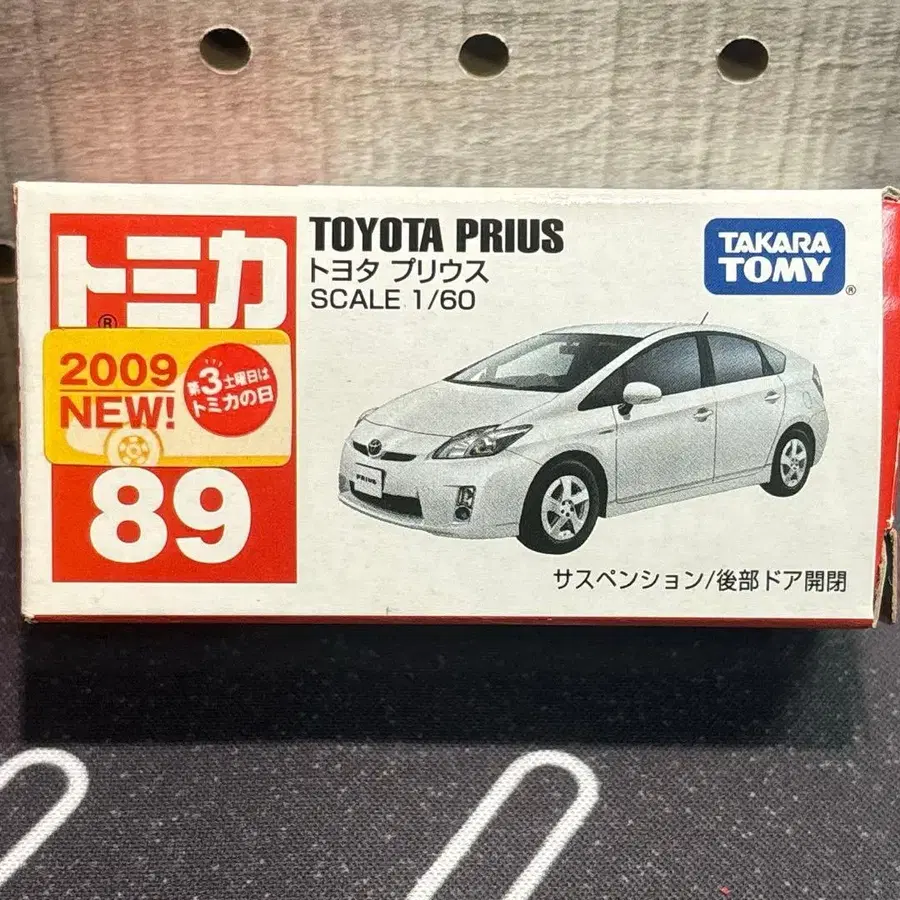 トミカ
®
2009
NEW!
第3土曜日は
トミカの日
89
TOYOTA PRIUS
トヨタ プリウス
SCALE 1/60
TAKARA
TOMY
®
PRIUS
サスペンション/後部ドア開閉